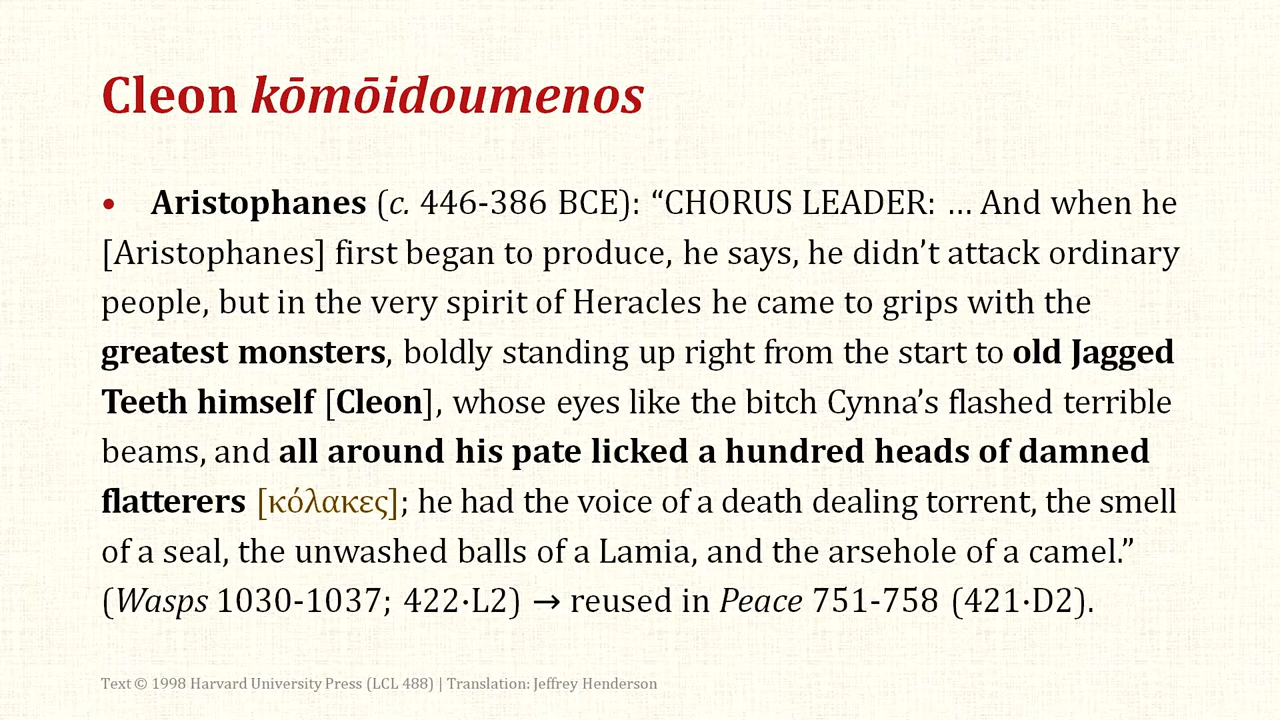 Cleon kōmōidoumenos
• Aristophanes (c. 446-386 BCE): “CHORUS LEADER: … And when he
[Aristophanes] first began to produce, he says, he didn’t attack ordinary
people, but in the very spirit of Heracles he came to grips with the
greatest monsters, boldly standing up right from the start to old Jagged
Teeth himself [Cleon], whose eyes like the bitch Cynna’s flashed terrible
beams, and all around his pate licked a hundred heads of damned
flatterers [κόλακες]; he had the voice of a death dealing torrent, the smell
of a seal, the unwashed balls of a Lamia, and the arsehole of a camel.”
(Wasps 1030-1037; 422·L2) → reused in Peace 751-758 (421·D2).
Text © 1998 Harvard University Press (LCL 488) | Translation: Jeffrey Henderson